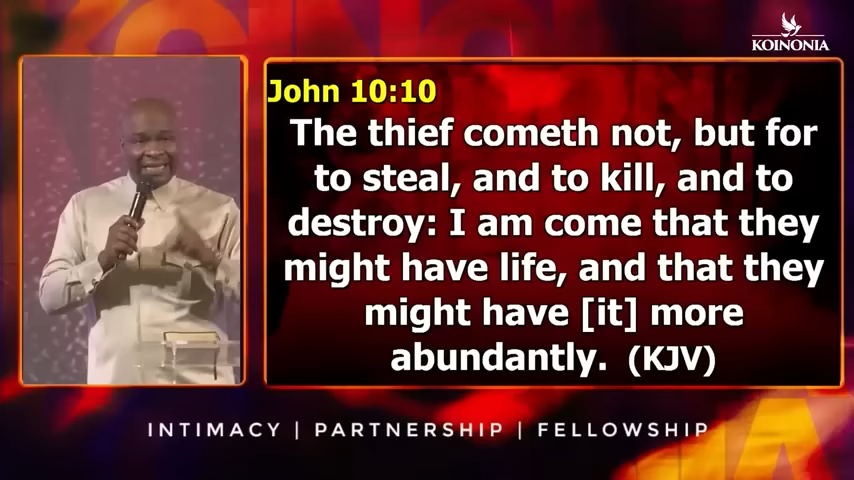 KOINONIA
John 10:10
The thief cometh not, but for
to steal, and to kill, and to
destroy: I am come that they
might have life, and that they
might have [it] more
abundantly. (KJV)
INTIMACY | PARTNERSHIP | FELLOWSHIP